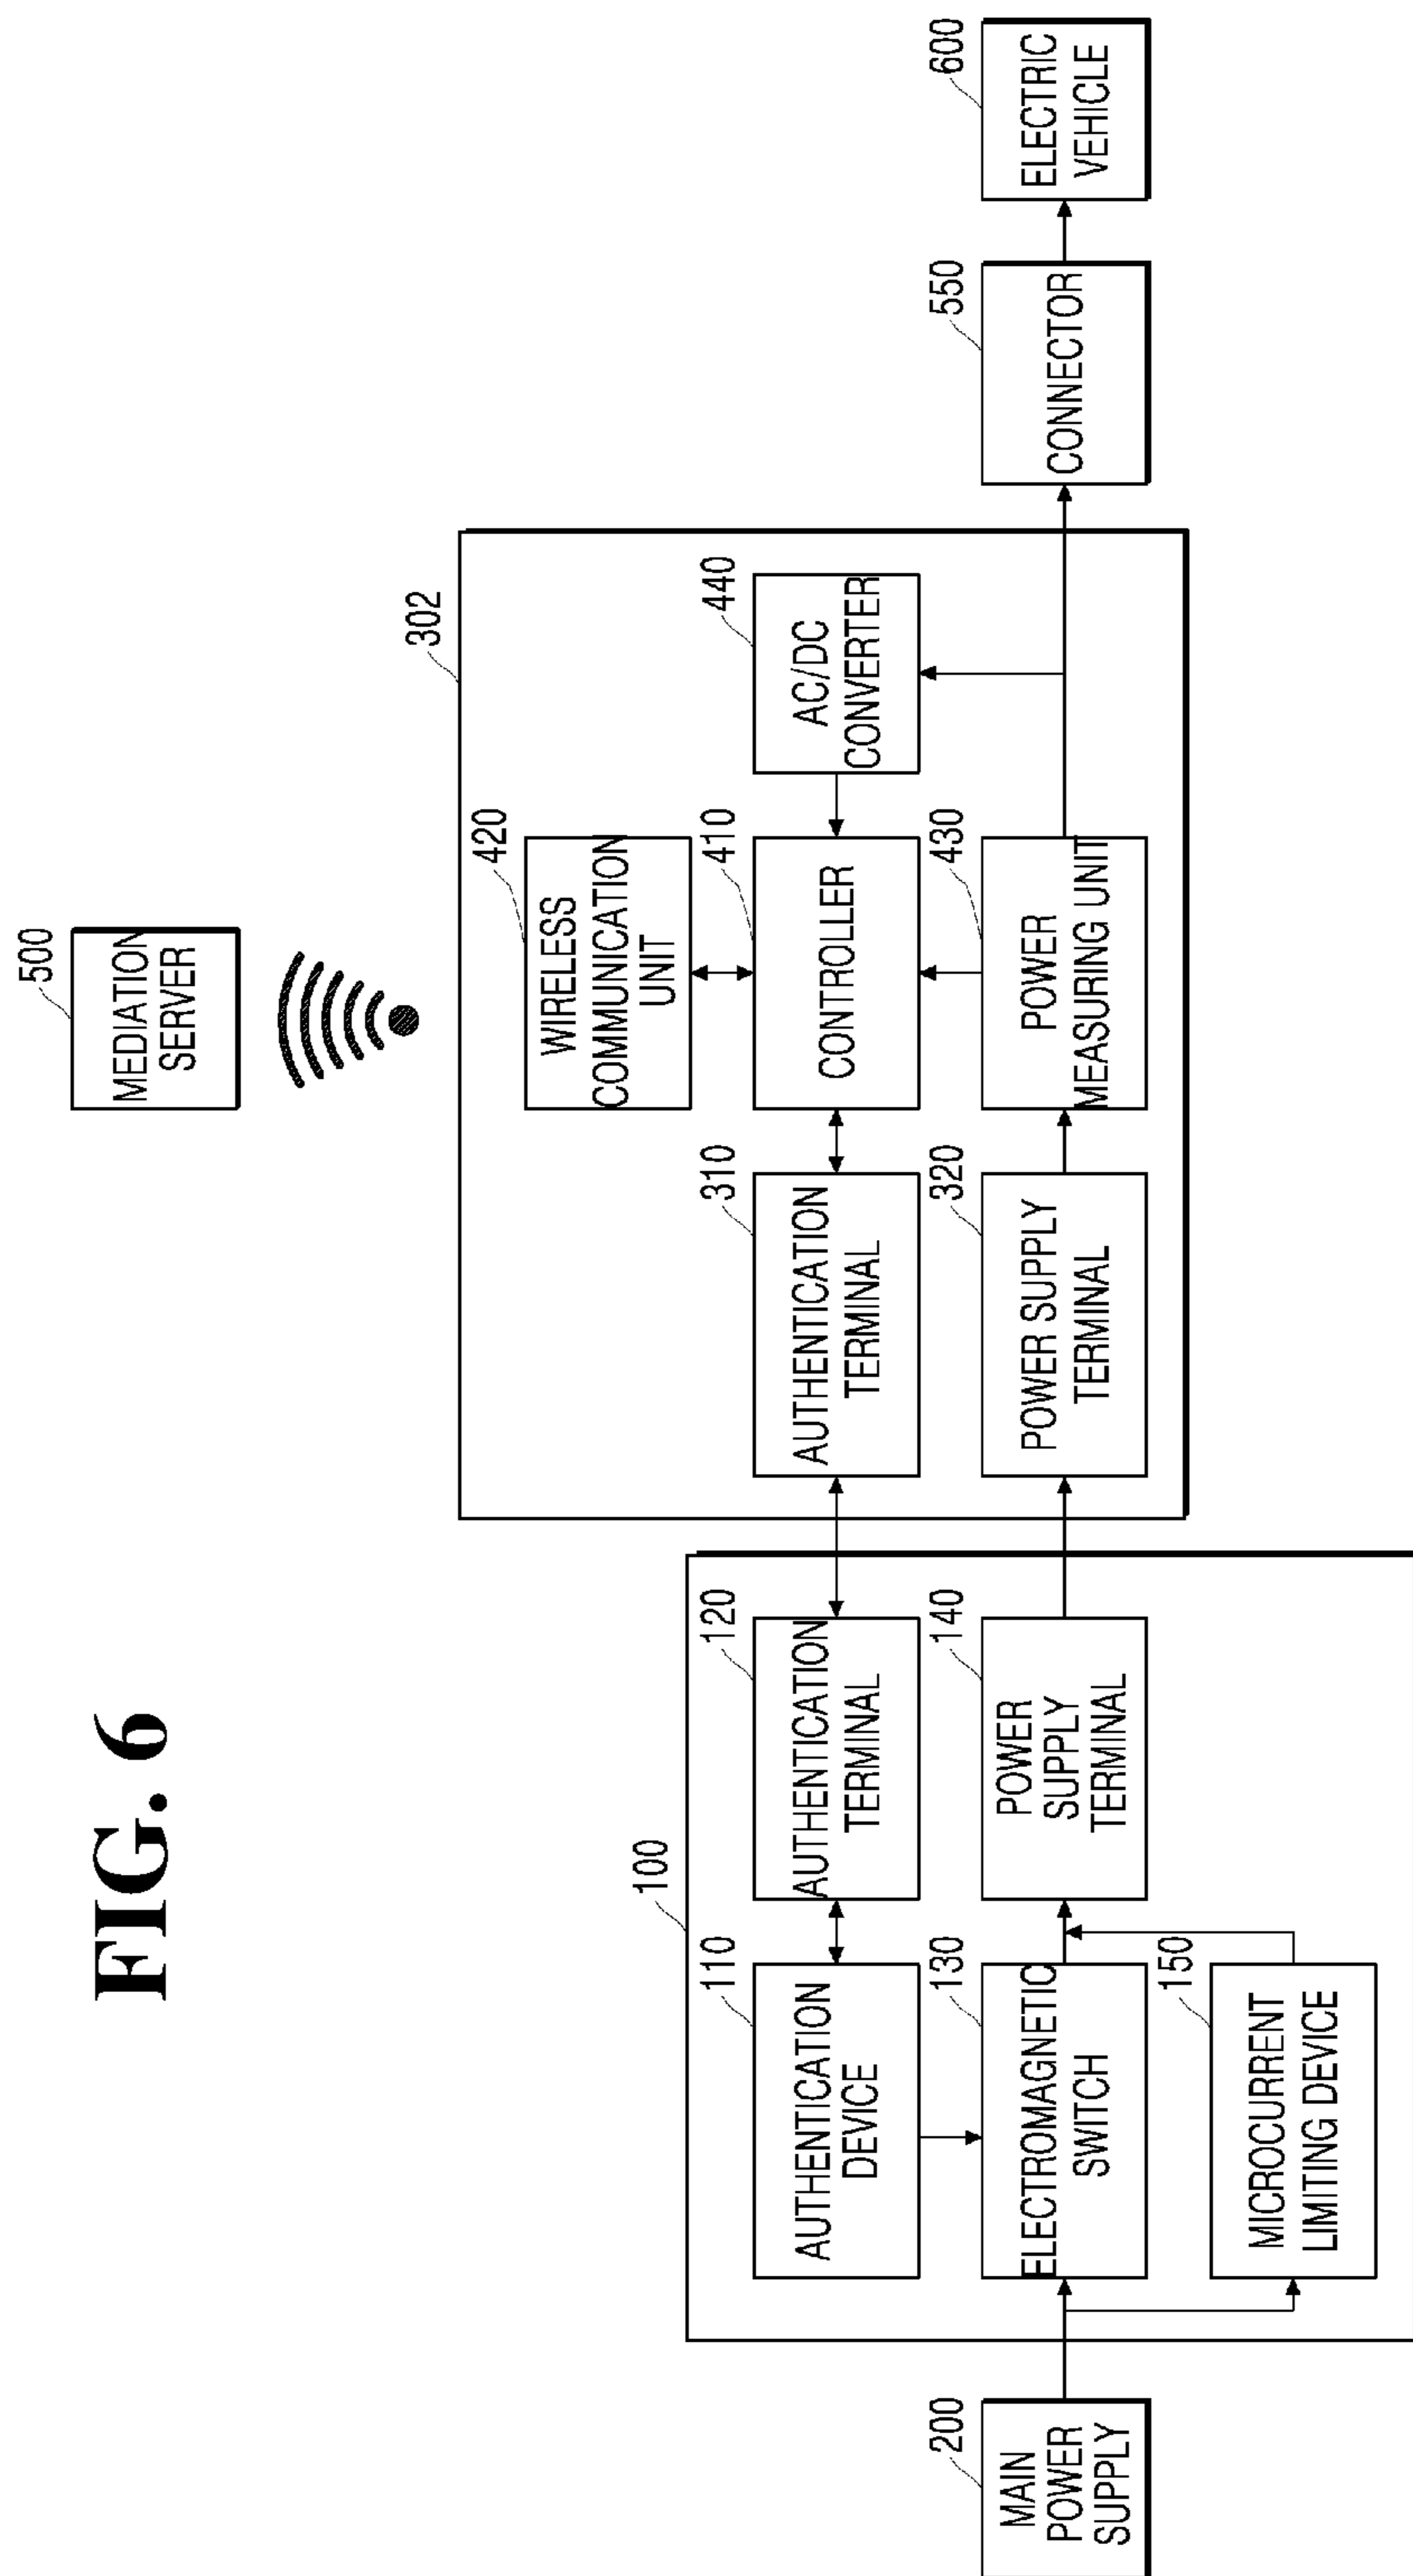 FIG. 6
500
MEDIATION
SERVER
302
420
WIRELESS
COMMUNICATION
UNIT
100
110
AUTHENTICATION
DEVICE
120
AUTHENTICATION
TERMINAL
310
AUTHENTICATION
TERMINAL
410
CONTROLLER
440
AC/DC
CONVERTER
200
MAIN
POWER
SUPPLY
130
ELECTROMAGNETIC
SWITCH
140
POWER
SUPPLY
TERMINAL
320
POWER SUPPLY
TERMINAL
430
POWER
MEASURING UNIT
550
CONNECTOR
600
ELECTRIC
VEHICLE
150
MICROCURRENT
LIMITING DEVICE